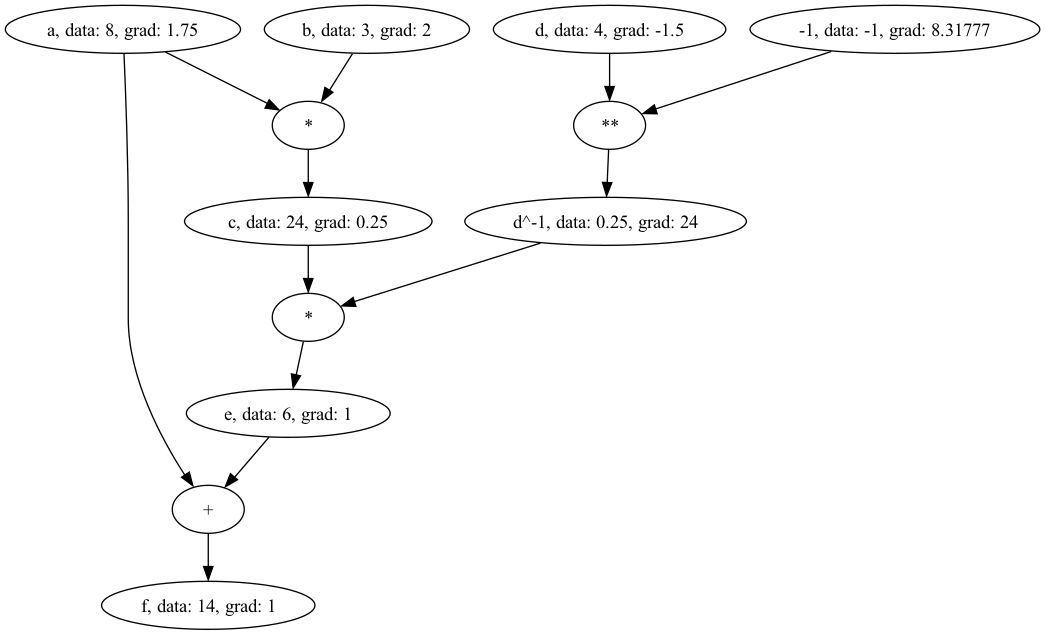 a, data: 8, grad: 1.75
b, data: 3, grad: 2
d, data: 4, grad: -1.5
-1, data: -1, grad: 8.31777
*
**
c, data: 24, grad: 0.25
d^-1, data: 0.25, grad: 24
*
e, data: 6, grad: 1
+
f, data: 14, grad: 1